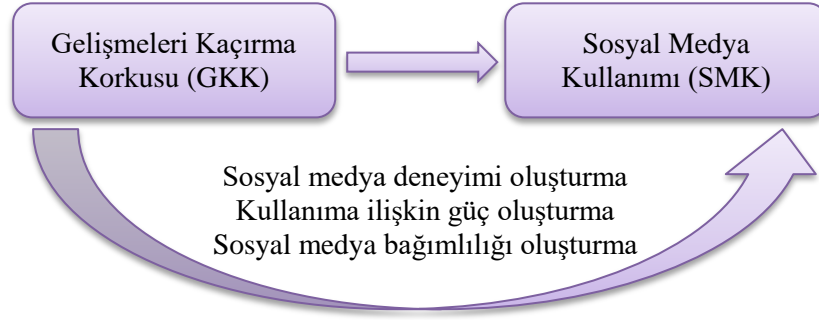 Gelişmeleri Kaçırma
Korkusu (GKK)
Sosyal Medya
Kullanımı (SMK)
Sosyal medya deneyimi oluşturma
Kullanıma ilişkin güç oluşturma
Sosyal medya bağımlılığı oluşturma